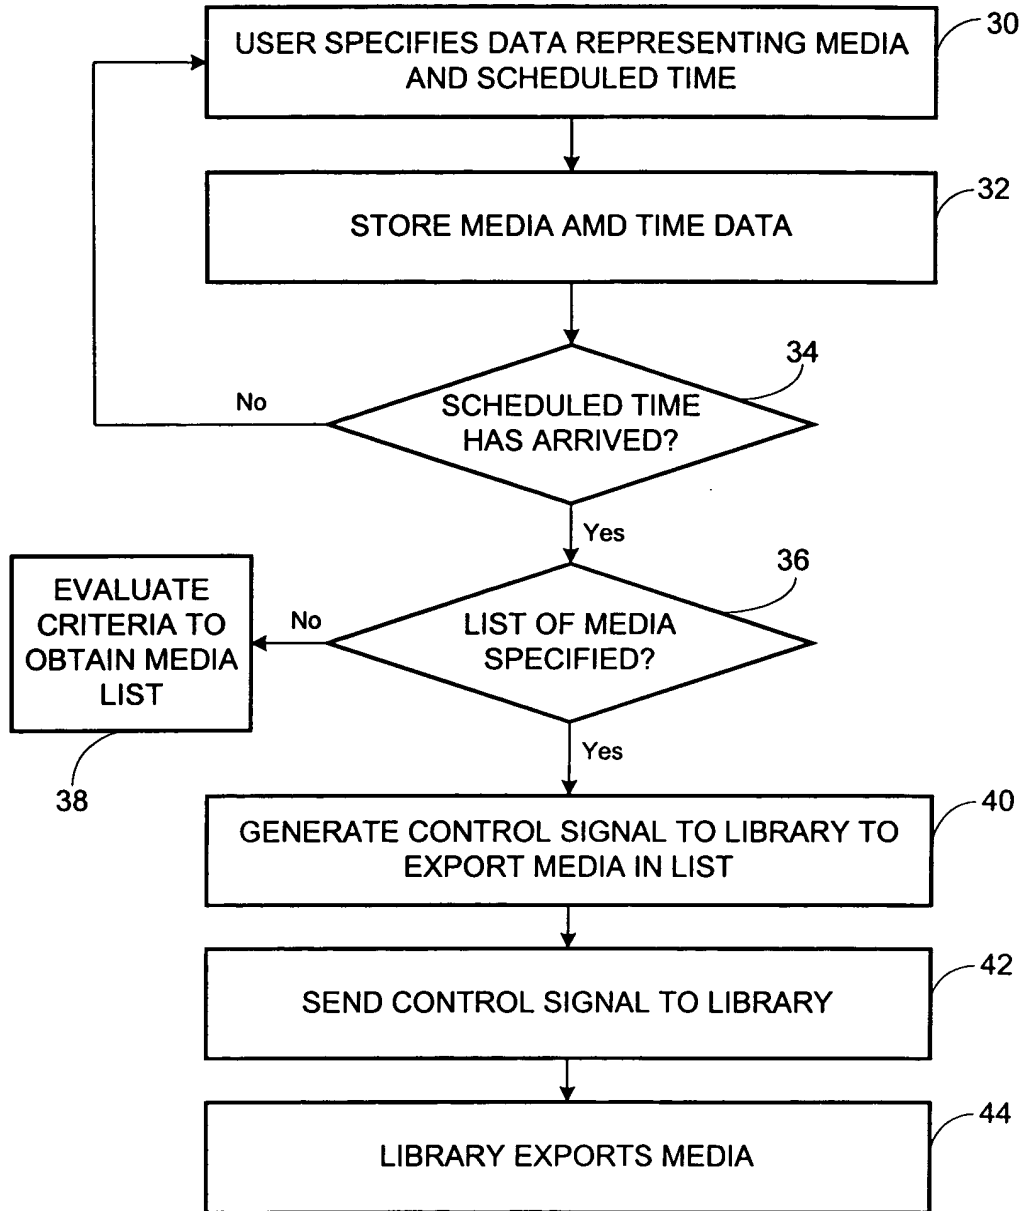 USER SPECIFIES DATA REPRESENTING MEDIA
AND SCHEDULED TIME
30
STORE MEDIA AMD TIME DATA
32
34
SCHEDULED TIME
HAS ARRIVED?
No
Yes
36
LIST OF MEDIA
SPECIFIED?
No
EVALUATE
CRITERIA TO
OBTAIN MEDIA
LIST
38
Yes
GENERATE CONTROL SIGNAL TO LIBRARY TO
EXPORT MEDIA IN LIST
40
SEND CONTROL SIGNAL TO LIBRARY
42
LIBRARY EXPORTS MEDIA
44